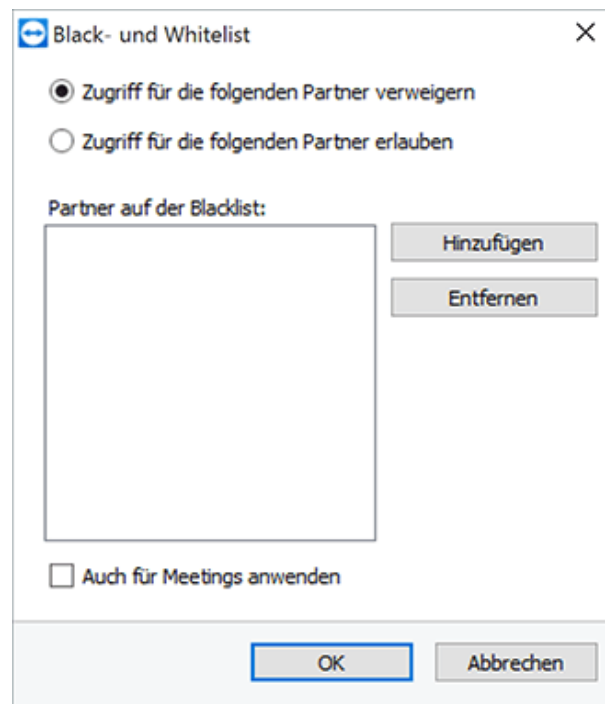 Black- und Whitelist
Zugriff für die folgenden Partner verweigern
Zugriff für die folgenden Partner erlauben
Partner auf der Blacklist:
Hinzufügen
Entfernen
Auch für Meetings anwenden
OK
Abbrechen